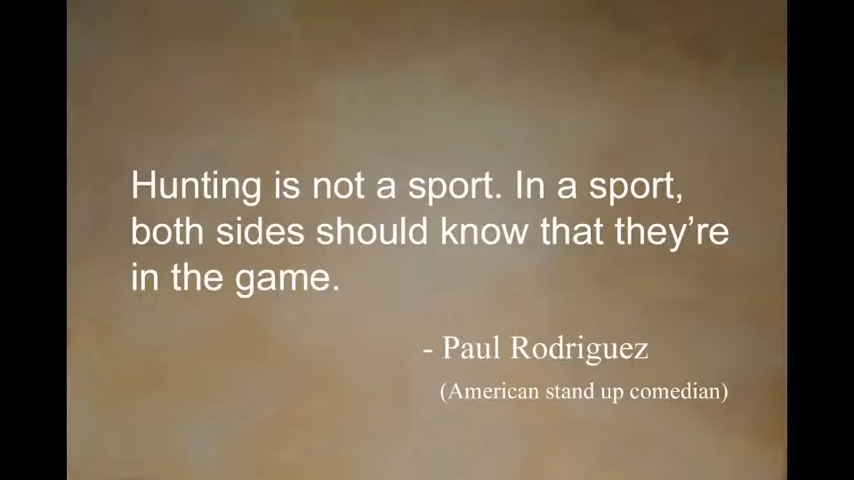 Hunting is not a sport. In a sport,
both sides should know that they’re
in the game.
- Paul Rodriguez
(American stand up comedian)